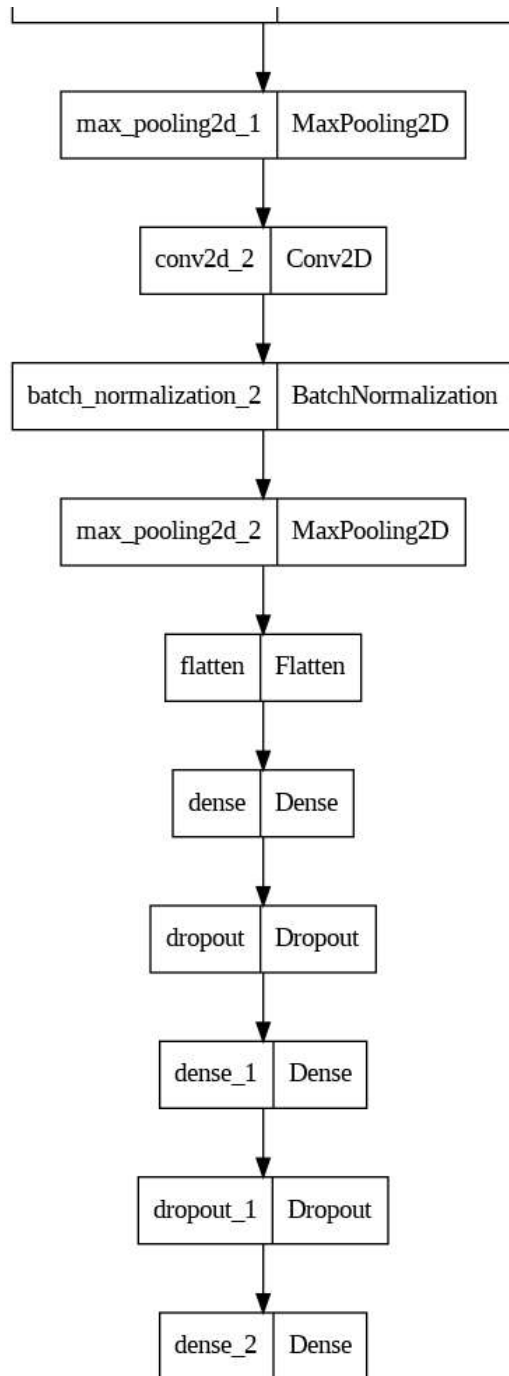 max_pooling2d_1 MaxPooling2D
conv2d_2 Conv2D
batch_normalization_2 BatchNormalization
max_pooling2d_2 MaxPooling2D
flatten Flatten
dense Dense
dropout Dropout
dense_1 Dense
dropout_1 Dropout
dense_2 Dense